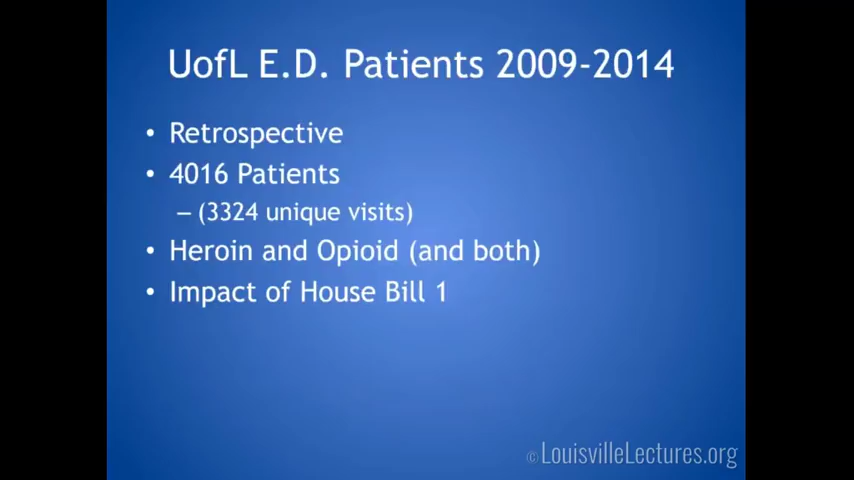 UofL E.D. Patients 2009-2014
• Retrospective
• 4016 Patients
– (3324 unique visits)
• Heroin and Opioid (and both)
• Impact of House Bill 1
© LouisvilleLectures.org